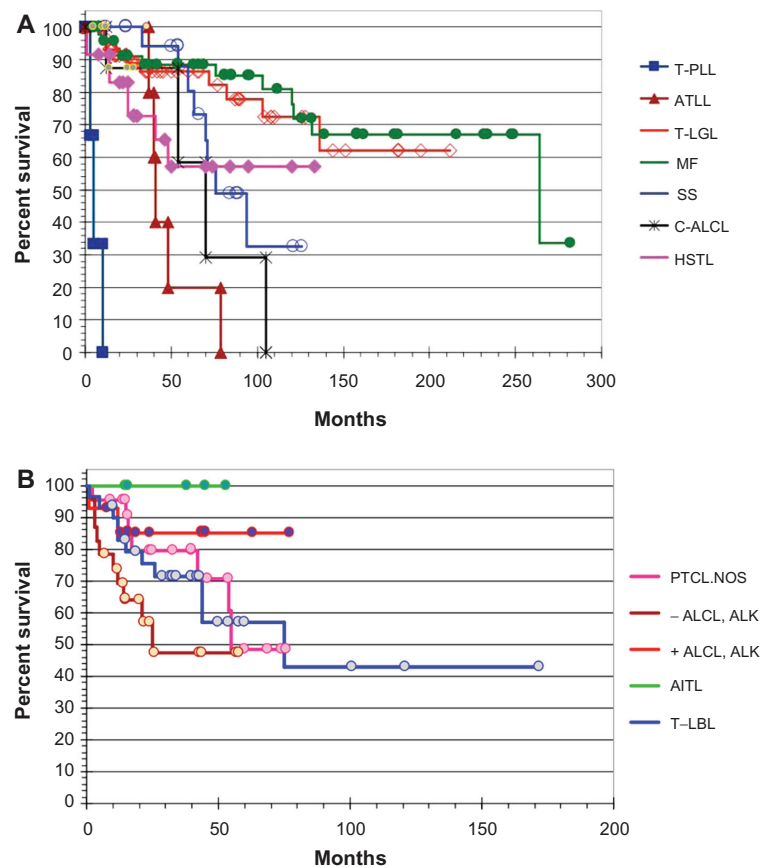 A
Percent survival
100
90
80
70
60
50
40
30
20
10
0
0 50 100 150 200 250 300
Months
T-PLL
ATLL
T-LGL
MF
SS
C-ALCL
HSTL
B
Percent survival
100
90
80
70
60
50
40
30
20
10
0
0 50 100 150 200
Months
PTCL.NOS
– ALCL, ALK
+ ALCL, ALK
AITL
T–LBL